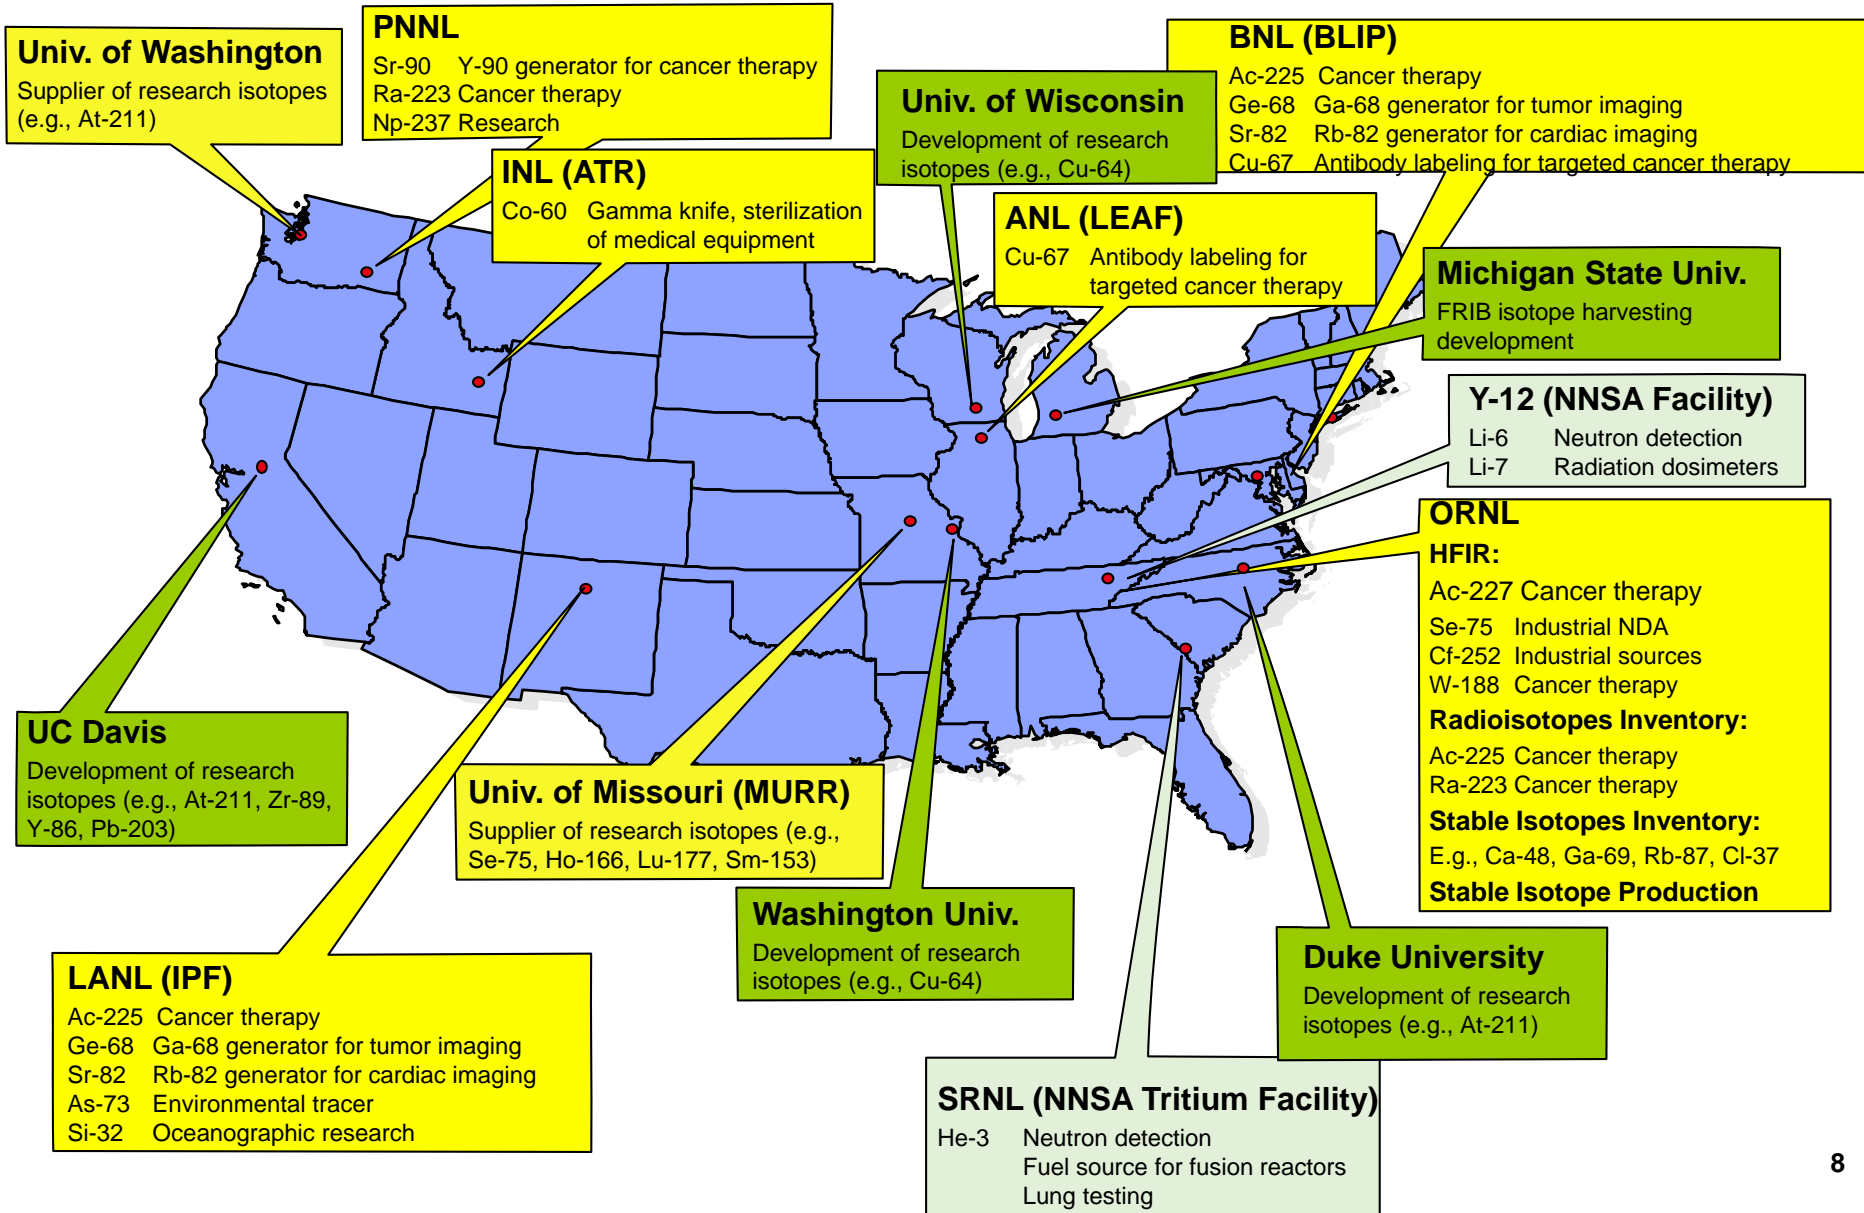 Univ. of Washington
Supplier of research isotopes
(e.g., At-211)
PNNL
Sr-90 Y-90 generator for cancer therapy
Ra-223 Cancer therapy
Np-237 Research
INL (ATR)
Co-60 Gamma knife, sterilization
of medical equipment
Univ. of Wisconsin
Development of research
isotopes (e.g., Cu-64)
BNL (BLIP)
Ac-225 Cancer therapy
Ge-68 Ga-68 generator for tumor imaging
Sr-82 Rb-82 generator for cardiac imaging
Cu-67 Antibody labeling for targeted cancer therapy
ANL (LEAF)
Cu-67 Antibody labeling for
targeted cancer therapy
Michigan State Univ.
FRIB isotope harvesting
development
Y-12 (NNSA Facility)
Li-6 Neutron detection
Li-7 Radiation dosimeters
ORNL
HFIR:
Ac-227 Cancer therapy
Se-75 Industrial NDA
Cf-252 Industrial sources
W-188 Cancer therapy
Radioisotopes Inventory:
Ac-225 Cancer therapy
Ra-223 Cancer therapy
Stable Isotopes Inventory:
E.g., Ca-48, Ga-69, Rb-87, Cl-37
Stable Isotope Production
UC Davis
Development of research
isotopes (e.g., At-211, Zr-89,
Y-86, Pb-203)
Univ. of Missouri (MURR)
Supplier of research isotopes (e.g.,
Se-75, Ho-166, Lu-177, Sm-153)
Washington Univ.
Development of research
isotopes (e.g., Cu-64)
Duke University
Development of research
isotopes (e.g., At-211)
LANL (IPF)
Ac-225 Cancer therapy
Ge-68 Ga-68 generator for tumor imaging
Sr-82 Rb-82 generator for cardiac imaging
As-73 Environmental tracer
Si-32 Oceanographic research
SRNL (NNSA Tritium Facility)
He-3 Neutron detection
Fuel source for fusion reactors
Lung testing
8